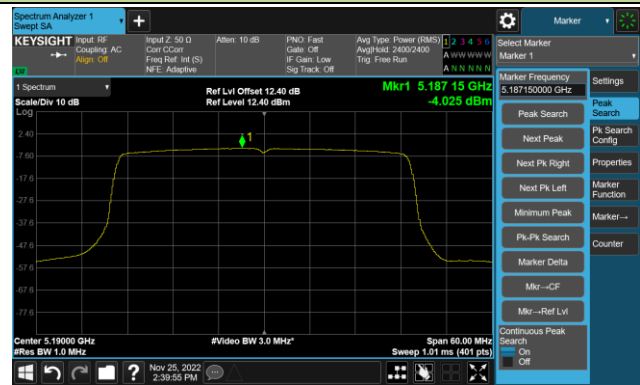 Spectrum Analyzer 1
Swept SA
Marker
KEYSIGHT
Input: RF
Coupling: AC
Align: Off
Input Z: 50 Ω
Corr CCorr
Freq Ref: Int (S)
NFE: Adaptive
Atten: 10 dB
PNO: Fast
Gate: Off
IF Gain: Low
Sig Track: Off
Avg Type: Power (RMS)
Avg|Hold: 2400/2400
Trig: Free Run
1 2 3 4 5 6
A W W W W W
A N N N N N
LW
Select Marker
Marker 1
1 Spectrum
Scale/Div 10 dB
Log
Ref Lvl Offset 12.40 dB
Ref Level 12.40 dBm
Mkr1 5.187 15 GHz
-4.025 dBm
Marker Frequency
5.187150000 GHz
Settings
Peak Search
Peak
Search
Next Peak
Pk Search
Config
Next Pk Right
Properties
Next Pk Left
Marker
Function
Minimum Peak
Marker→
Pk-Pk Search
Counter
Marker Delta
Mkr→CF
Mkr→Ref Lvl
Continuous Peak
Search
On
Off
1
2.40
-7.60
-17.6
-27.6
-37.6
-47.6
-57.6
-67.6
-77.6
Center 5.19000 GHz
#Res BW 1.0 MHz
#Video BW 3.0 MHz*
Span 60.00 MHz
Sweep 1.01 ms (401 pts)
?
Nov 25, 2022
2:39:55 PM